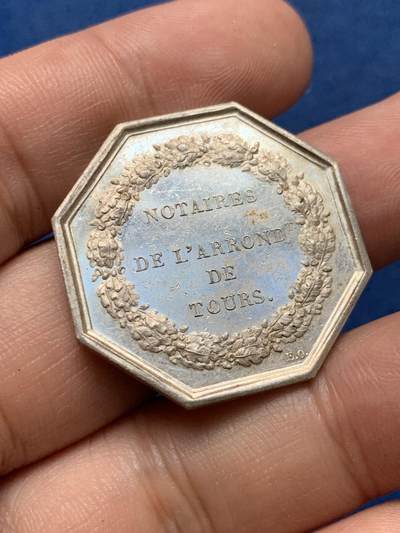 NOTAIRES
DE L'ARROND
DE
TOURS.